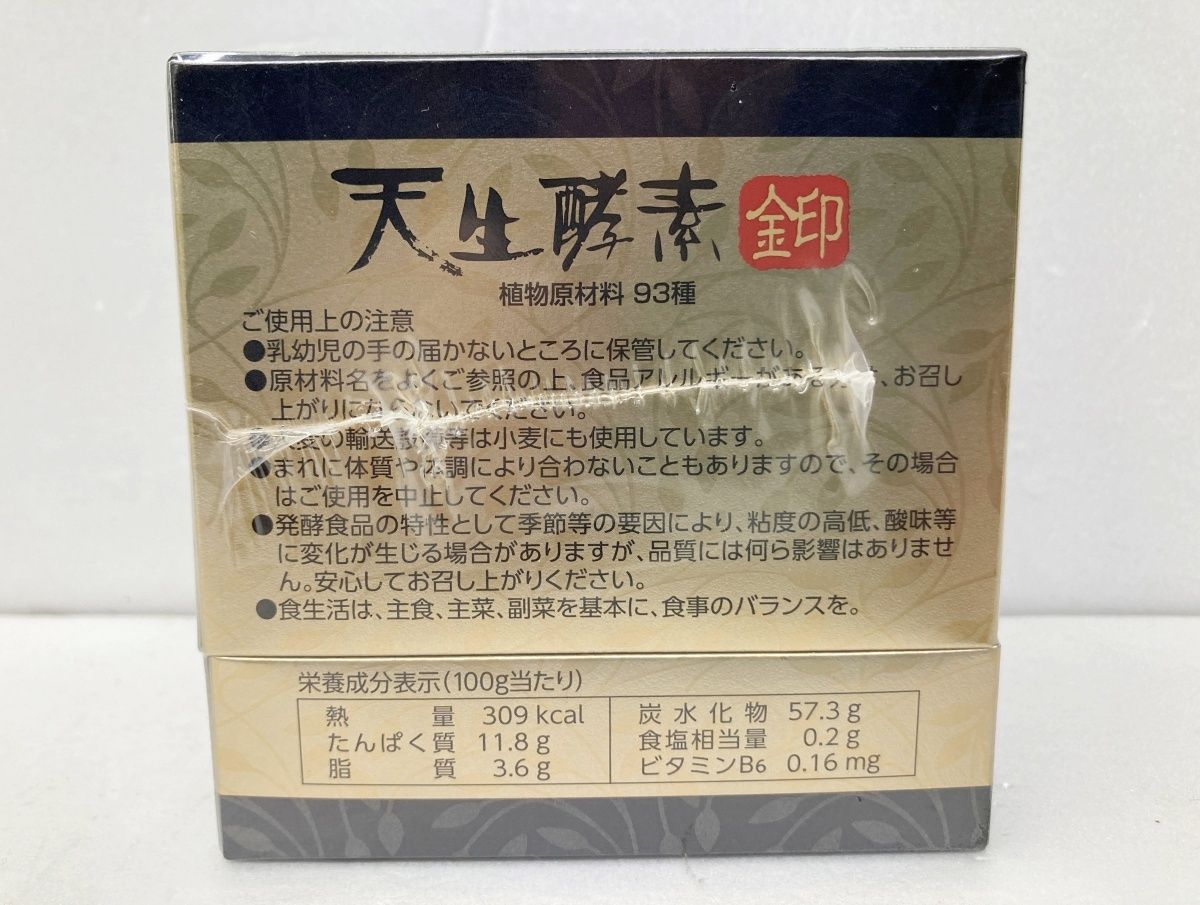 天生酵素 金印
植物原材料 93種
ご使用上の注意
●乳幼児の手の届かないところに保管してください。
●原材料名をよくご参照の上、食品アレルギーがある方は、お召し
上がりにならないでください。
の輸送設備等は小麦にも使用しています。
●まれに体質や体調により合わないこともありますので、その場合
はご使用を中止してください。
●発酵食品の特性として季節等の要因により、粘度の高低、酸味等
に変化が生じる場合がありますが、品質には何ら影響はありませ
ん。安心してお召し上がりください。
●食生活は、主食、主菜、副菜を基本に、食事のバランスを。
栄養成分表示(100g当たり)
熱量 309 kcal 炭水化物 57.3 g
たんぱく質 11.8 g 食塩相当量 0.2 g
脂質 3.6 g ビタミンB6 0.16 mg